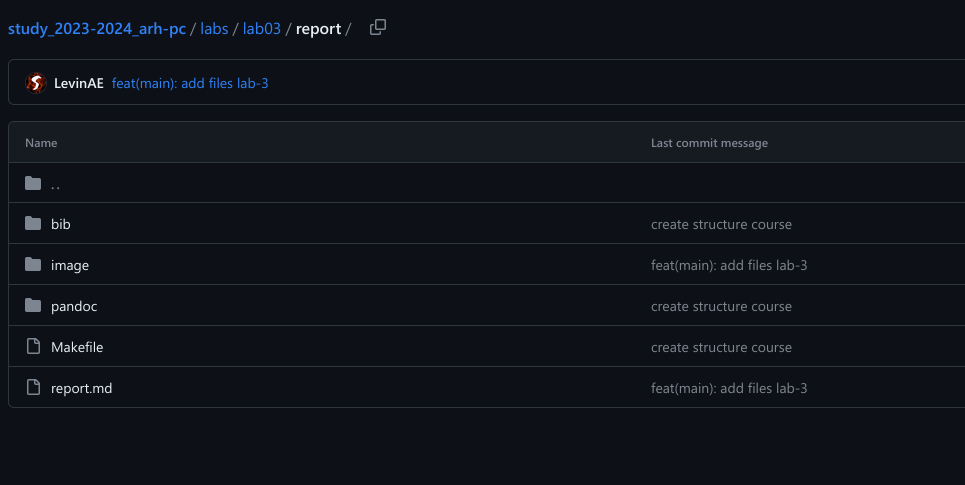 study_2023-2024_arh-pc / labs / lab03 / report /
LevinAE feat(main): add files lab-3
Name Last commit message
..
bib create structure course
image feat(main): add files lab-3
pandoc create structure course
Makefile create structure course
report.md feat(main): add files lab-3